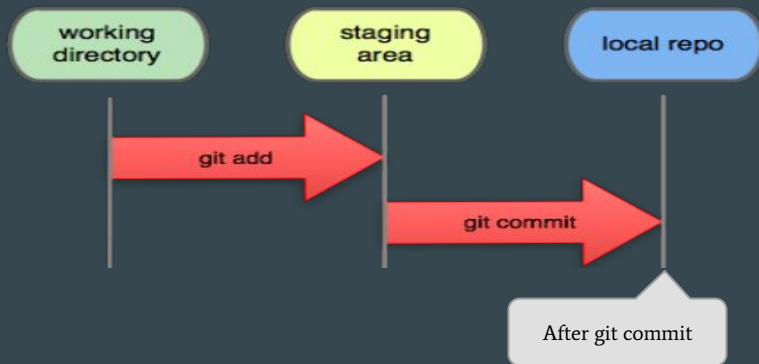 working
directory
staging
area
local repo
git add
git commit
After git commit